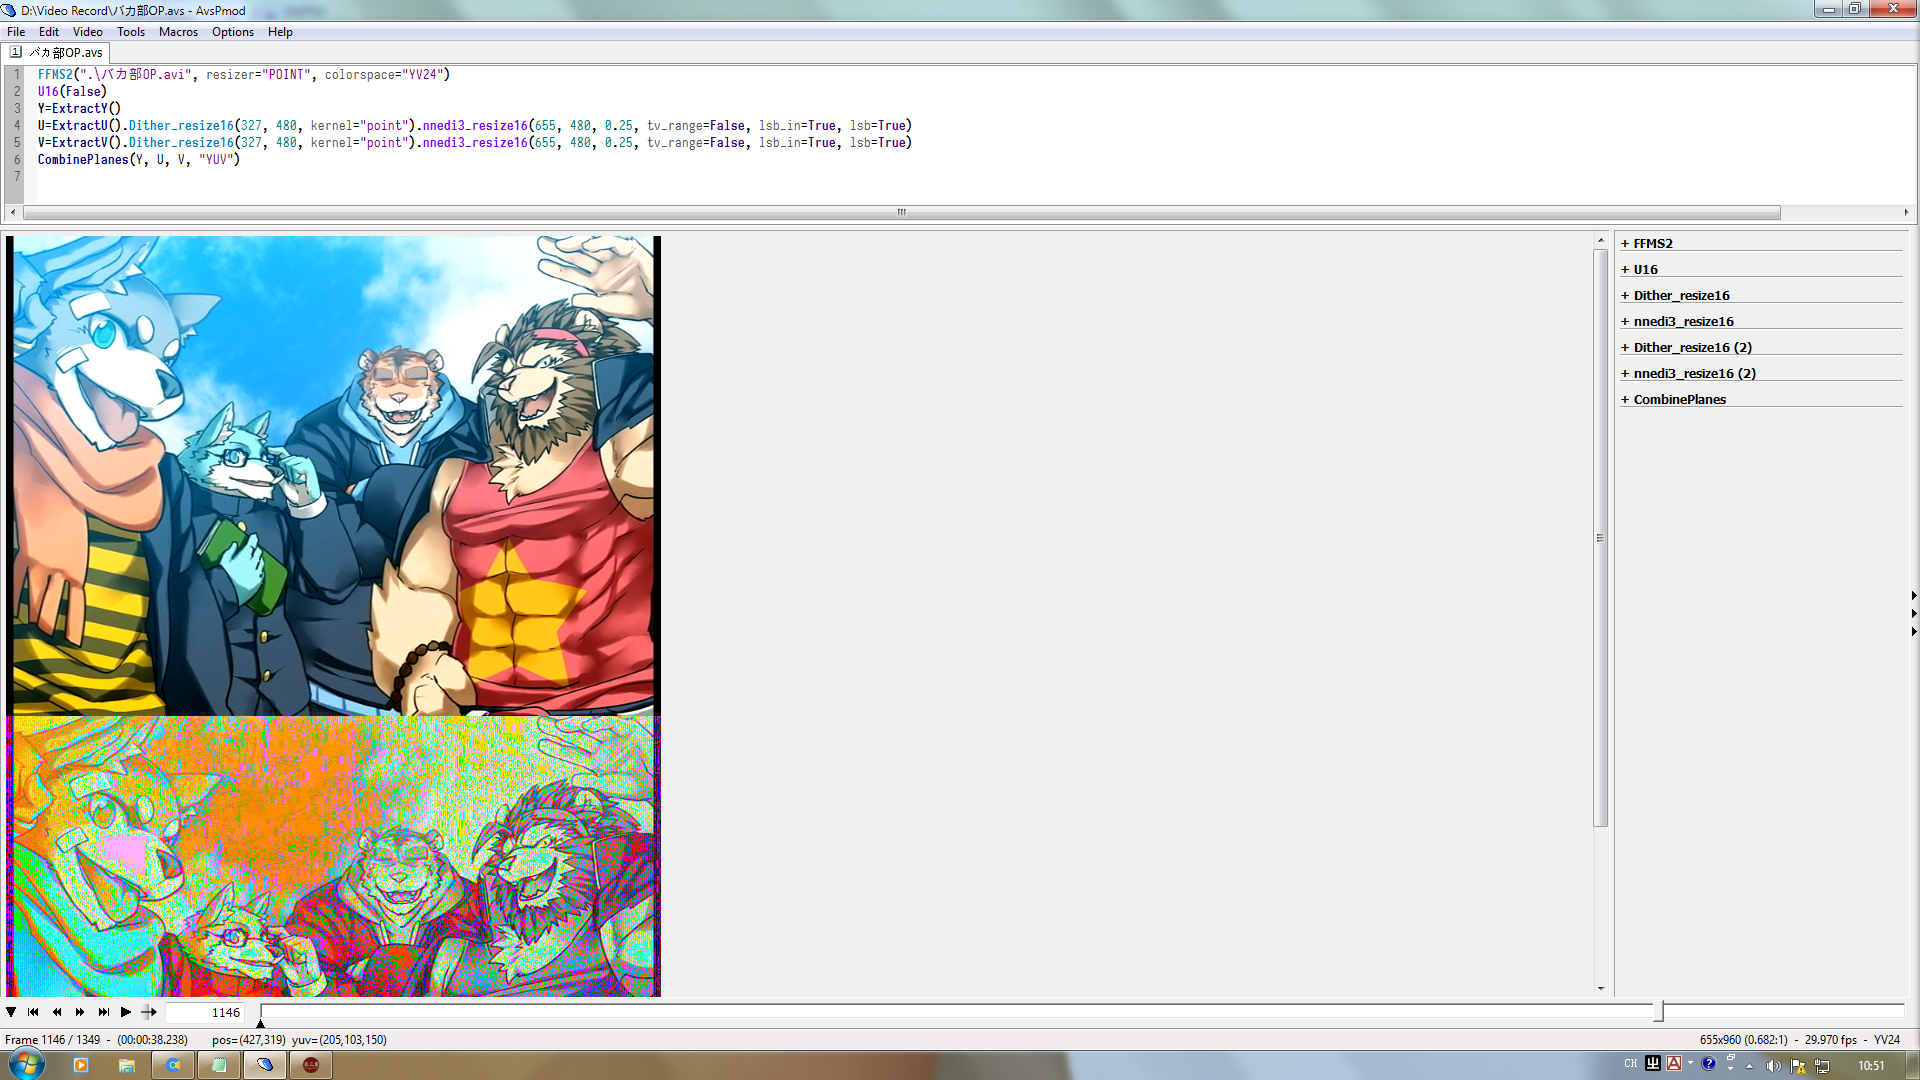 D:\Video Record\バカ部OP.avs - AvsPmod
File Edit Video Tools Macros Options Help
1 バカ部OP.avs
1 FFMS2(".\バカ部OP.avi", resizer="POINT", colorspace="YV24")
2 U16(False)
3 Y=ExtractY()
4 U=ExtractU().Dither_resize16(327, 480, kernel="point").nnedi3_resize16(655, 480, 0.25, tv_range=False, lsb_in=True, lsb=True)
5 V=ExtractV().Dither_resize16(327, 480, kernel="point").nnedi3_resize16(655, 480, 0.25, tv_range=False, lsb_in=True, lsb=True)
6 CombinePlanes(Y, U, V, "YUV")
7
+ FFMS2
+ U16
+ Dither_resize16
+ nnedi3_resize16
+ Dither_resize16 (2)
+ nnedi3_resize16 (2)
+ CombinePlanes
1146
Frame 1146 / 1349 - (00:00:38.238) pos=(427,319) yuv=(205,103,150)
655x960 (0.682:1) - 29.970 fps - YV24
CH
10:51